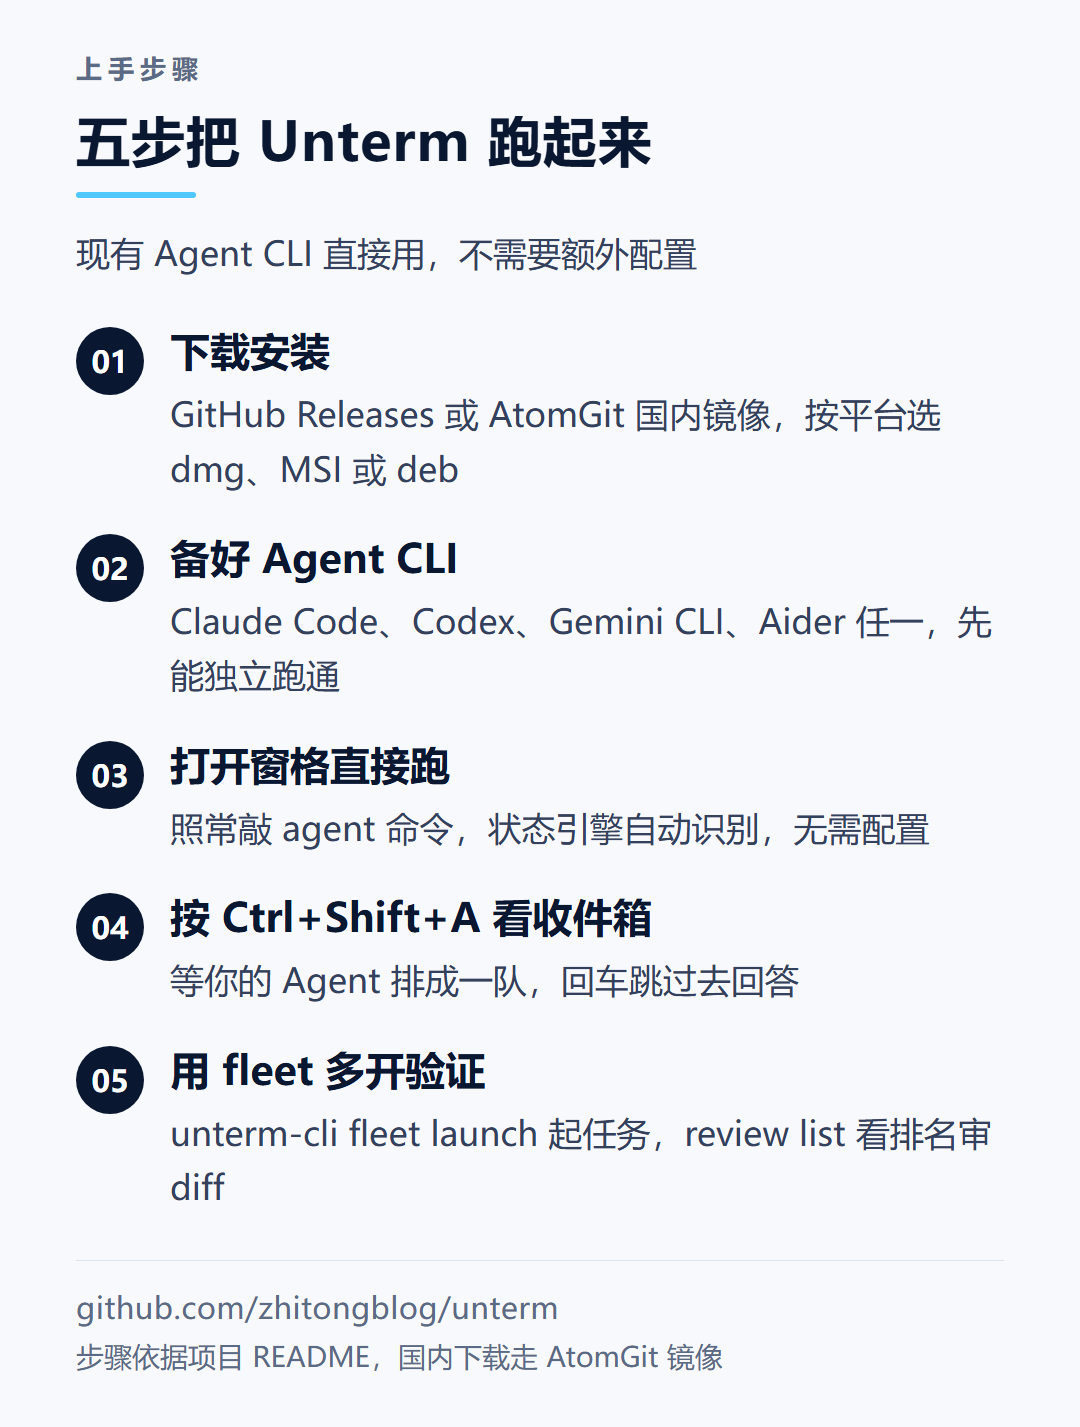 上手步骤
五步把 Unterm 跑起来
现有 Agent CLI 直接用，不需要额外配置
01
下载安装
GitHub Releases 或 AtomGit 国内镜像，按平台选
dmg、MSI 或 deb
02
备好 Agent CLI
Claude Code、Codex、Gemini CLI、Aider 任一，先
能独立跑通
03
打开窗格直接跑
照常敲 agent 命令，状态引擎自动识别，无需配置
04
按 Ctrl+Shift+A 看收件箱
等你的 Agent 排成一队，回车跳过去回答
05
用 fleet 多开验证
unterm-cli fleet launch 起任务，review list 看排名审
diff
github.com/zhitongblog/unterm
步骤依据项目 README，国内下载走 AtomGit 镜像